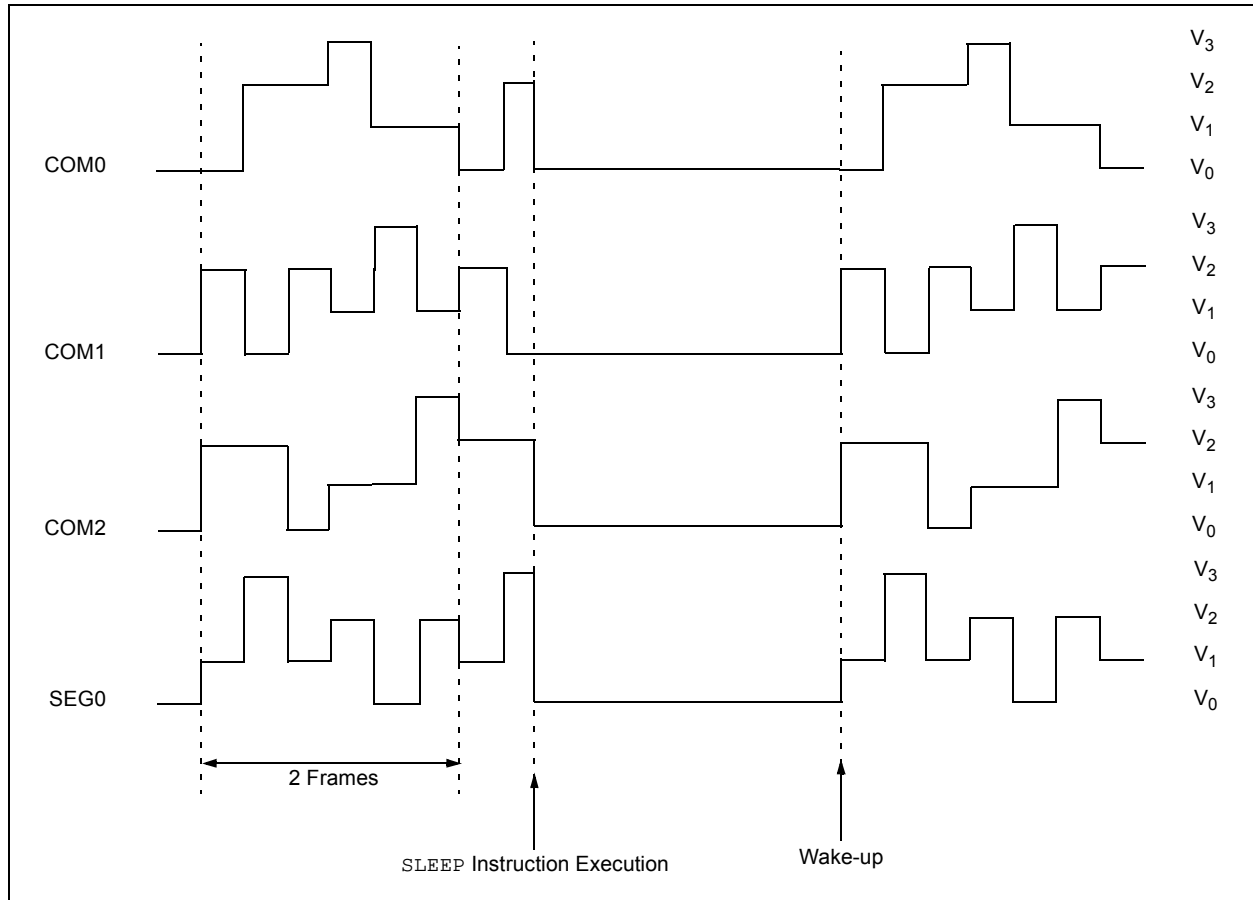 V3
V2
V1
COM0 V0
V3
V2
V1
COM1 V0
V3
V2
V1
COM2 V0
V3
V2
V1
SEG0 V0
2 Frames
SLEEP Instruction Execution
Wake-up